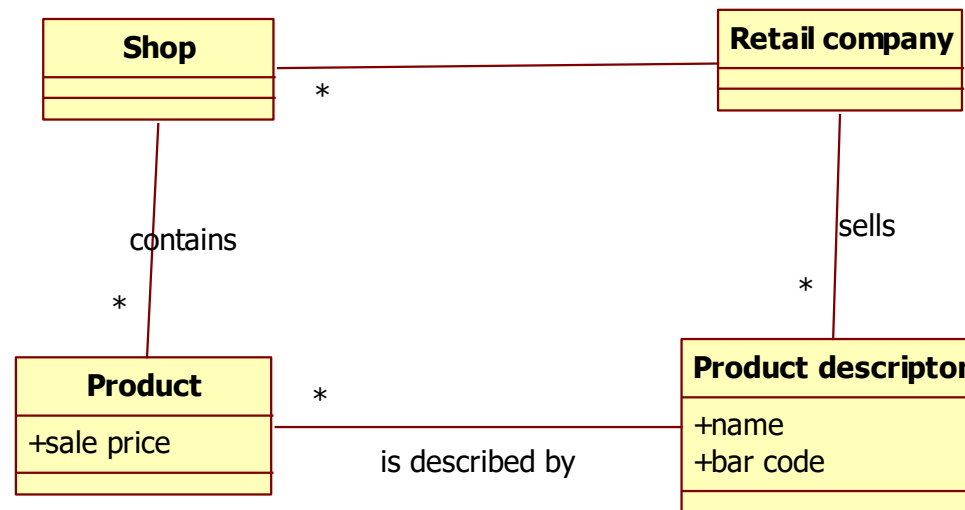 Shop
Retail company
*
contains
sells
*
*
Product
Product descriptor
*
+sale price
+name
is described by
+bar code